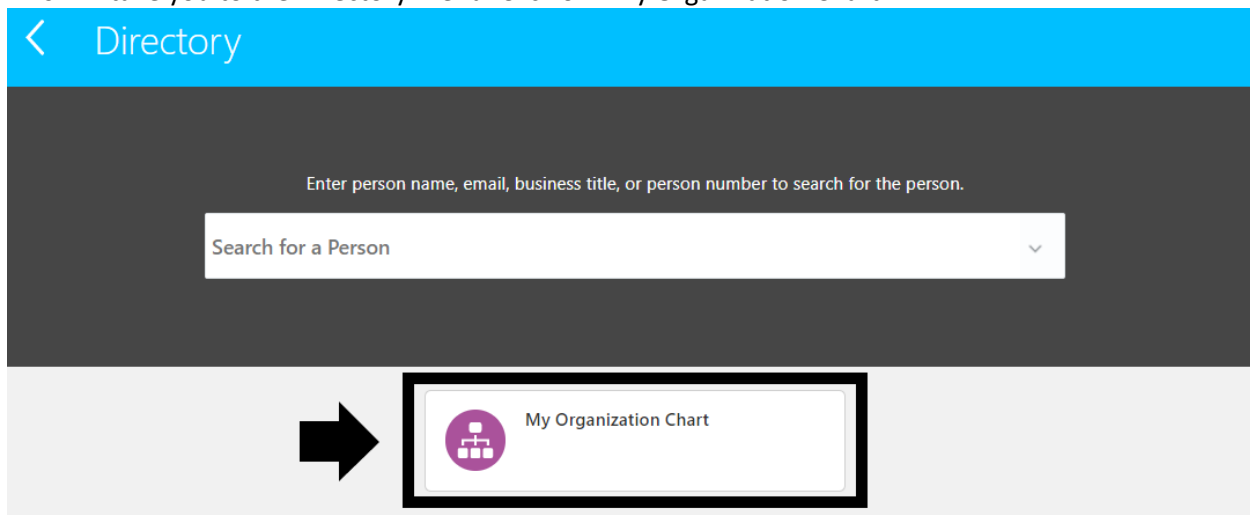 Directory
Enter person name, email, business title, or person number to search for the person.
Search for a Person
My Organization Chart